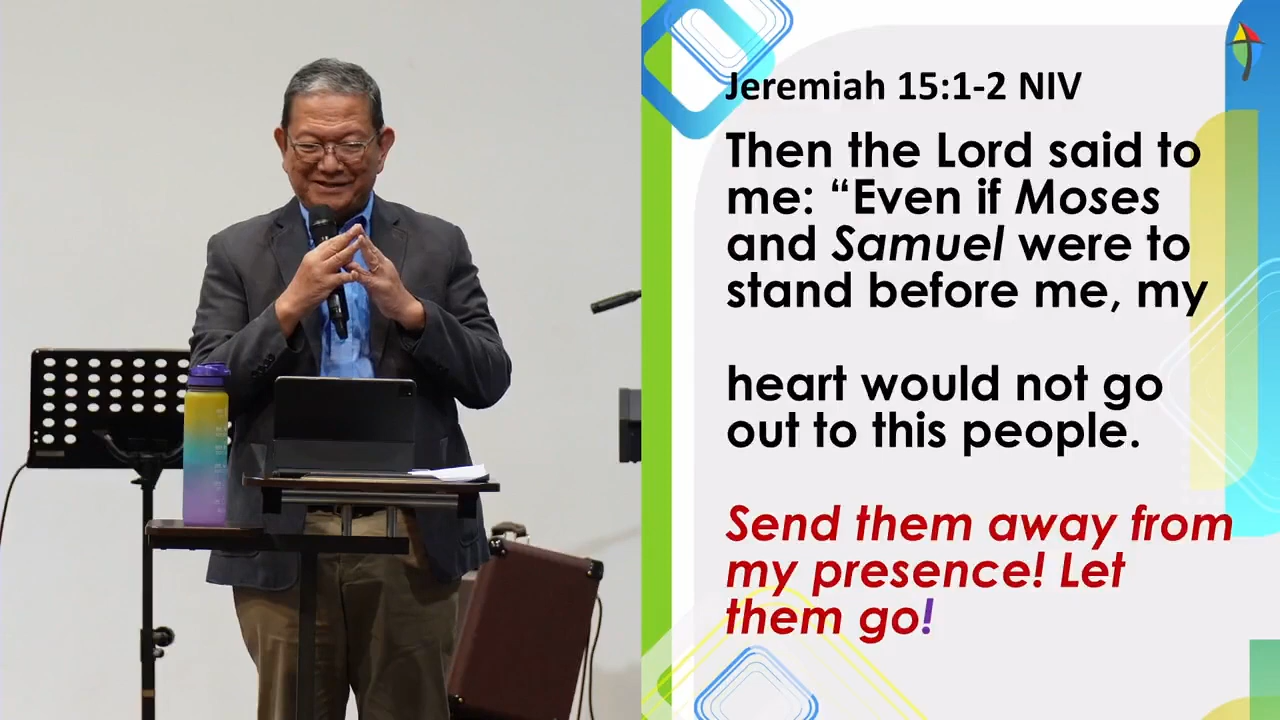 Jeremiah 15:1-2 NIV
Then the Lord said to
me: “Even if Moses
and Samuel were to
stand before me, my
heart would not go
out to this people.
Send them away from
my presence! Let
them go!